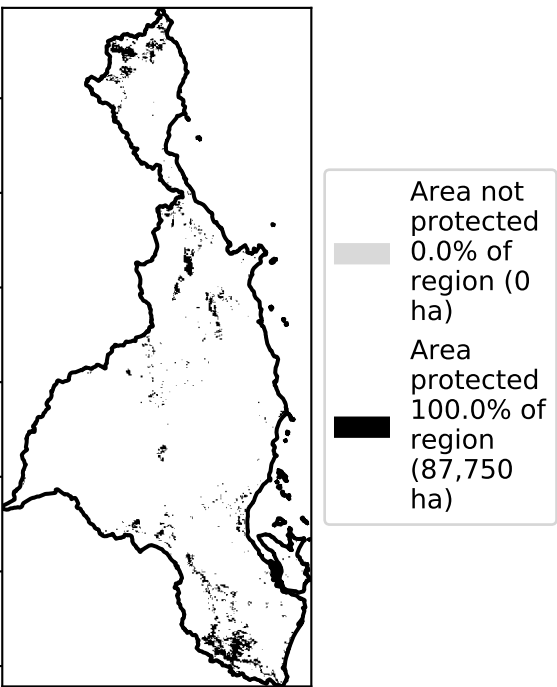 Area not
protected
0.0% of
region (0
ha)
Area
protected
100.0% of
region
(87,750
ha)